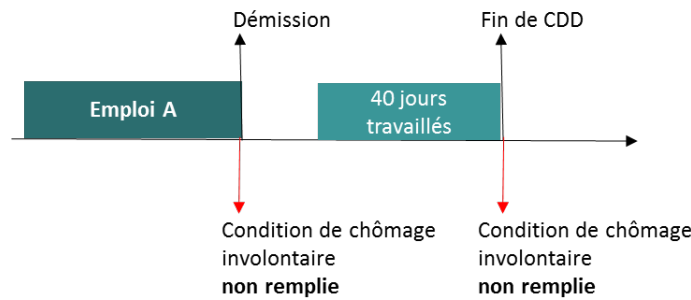 Démission
Fin de CDD
Emploi A
40 jours
travaillés
Condition de chômage
involontaire
non remplie
Condition de chômage
involontaire
non remplie